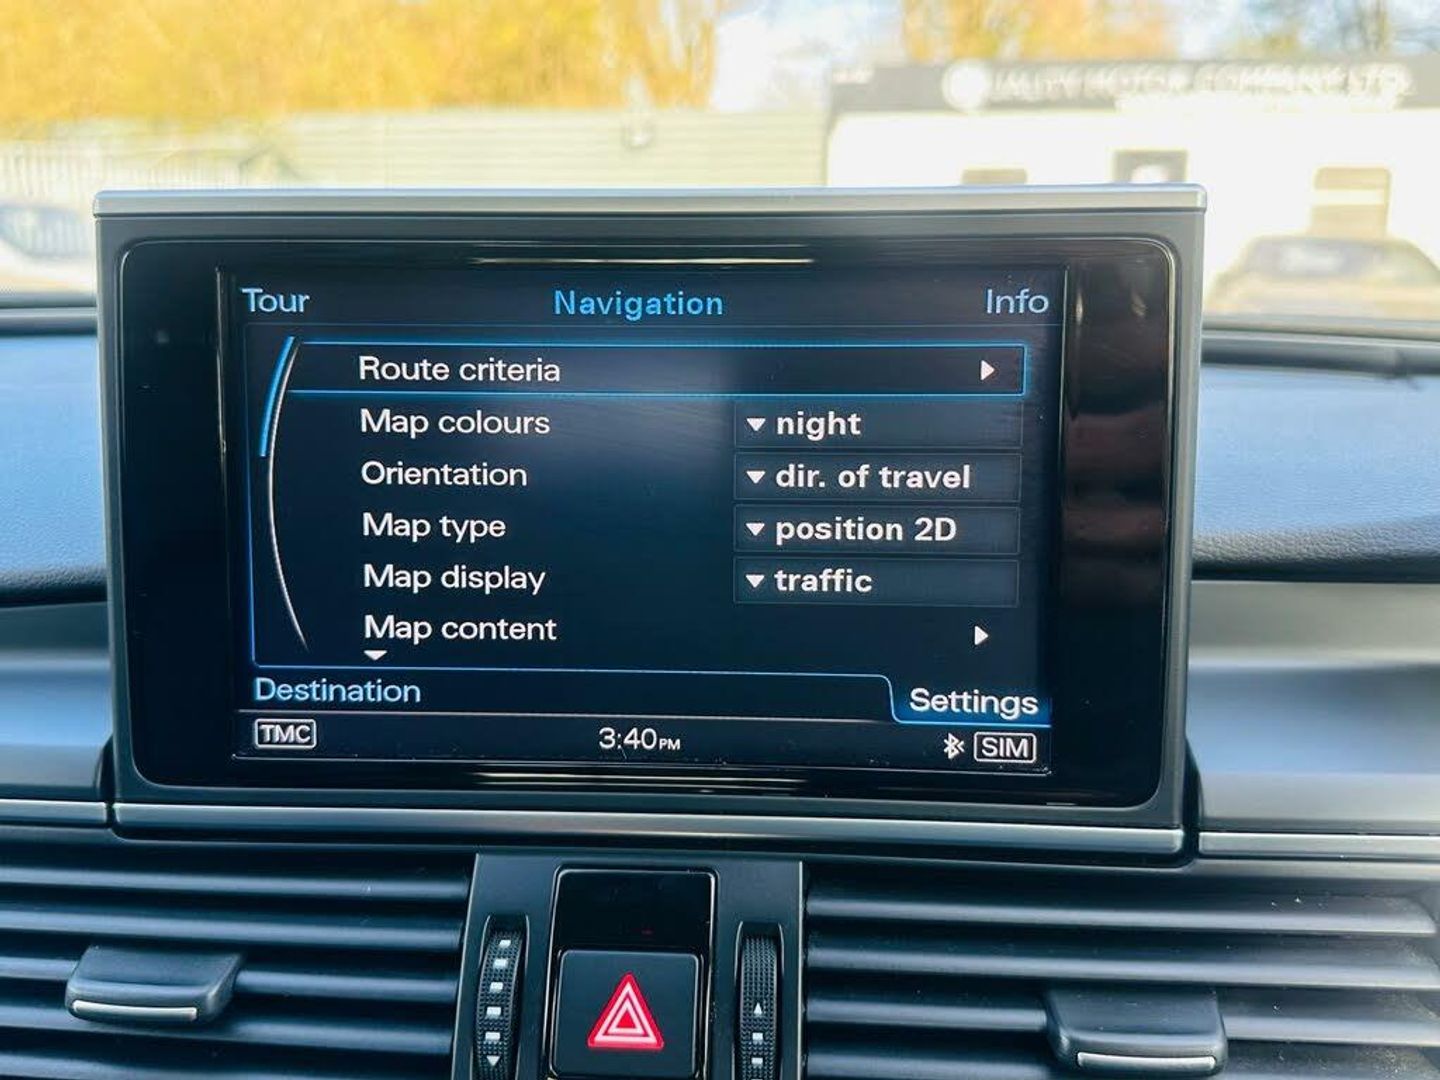 Tour Navigation Info
Route criteria
Map colours night
Orientation dir. of travel
Map type position 2D
Map display traffic
Map content
Destination Settings
TMC 3:40PM SIM